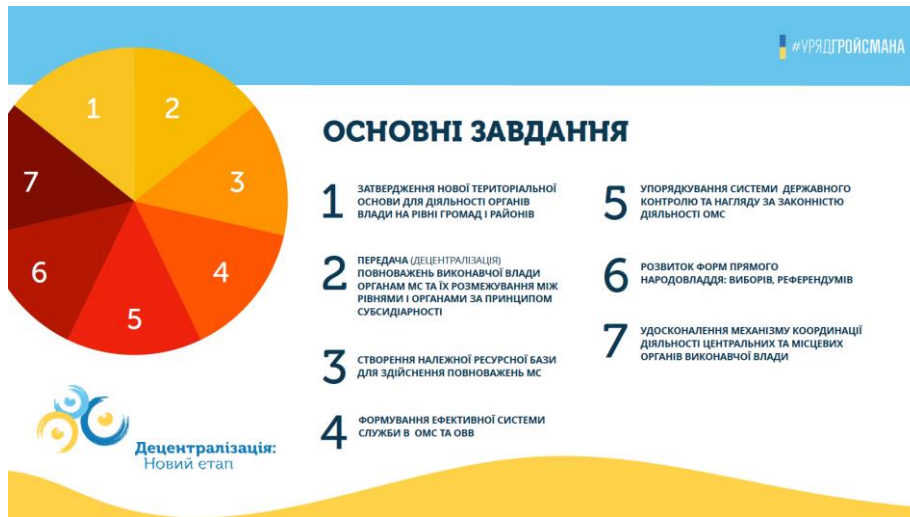 #УРЯДГРОЙСМАНА
1
2
3
4
5
6
7
ОСНОВНІ ЗАВДАННЯ
1
ЗАТВЕРДЖЕННЯ НОВОЇ ТЕРИТОРІАЛЬНОЇ
ОСНОВИ ДЛЯ ДІЯЛЬНОСТІ ОРГАНІВ
ВЛАДИ НА РІВНІ ГРОМАД І РАЙОНІВ
2
ПЕРЕДАЧА (ДЕЦЕНТРАЛІЗАЦІЯ)
ПОВНОВАЖЕНЬ ВИКОНАВЧОЇ ВЛАДИ
ОРГАНАМ МС ТА ЇХ РОЗМЕЖУВАННЯ МІЖ
РІВНЯМИ І ОРГАНАМИ ЗА ПРИНЦИПОМ
СУБСИДІАРНОСТІ
3
СТВОРЕННЯ НАЛЕЖНОЇ РЕСУРСНОЇ БАЗИ
ДЛЯ ЗДІЙСНЕННЯ ПОВНОВАЖЕНЬ МС
4
ФОРМУВАННЯ ЕФЕКТИВНОЇ СИСТЕМИ
СЛУЖБИ В ОМС ТА ОВВ
5
УПОРЯДКУВАННЯ СИСТЕМИ ДЕРЖАВНОГО
КОНТРОЛЮ ТА НАГЛЯДУ ЗА ЗАКОННІСТЮ
ДІЯЛЬНОСТІ ОМС
6
РОЗВИТОК ФОРМ ПРЯМОГО
НАРОДОВЛАДДЯ: ВИБОРІВ, РЕФЕРЕНДУМІВ
7
УДОСКОНАЛЕННЯ МЕХАНІЗМУ КООРДИНАЦІЇ
ДІЯЛЬНОСТІ ЦЕНТРАЛЬНИХ ТА МІСЦЕВИХ
ОРГАНІВ ВИКОНАВЧОЇ ВЛАДИ
Децентралізація:
Новий етап